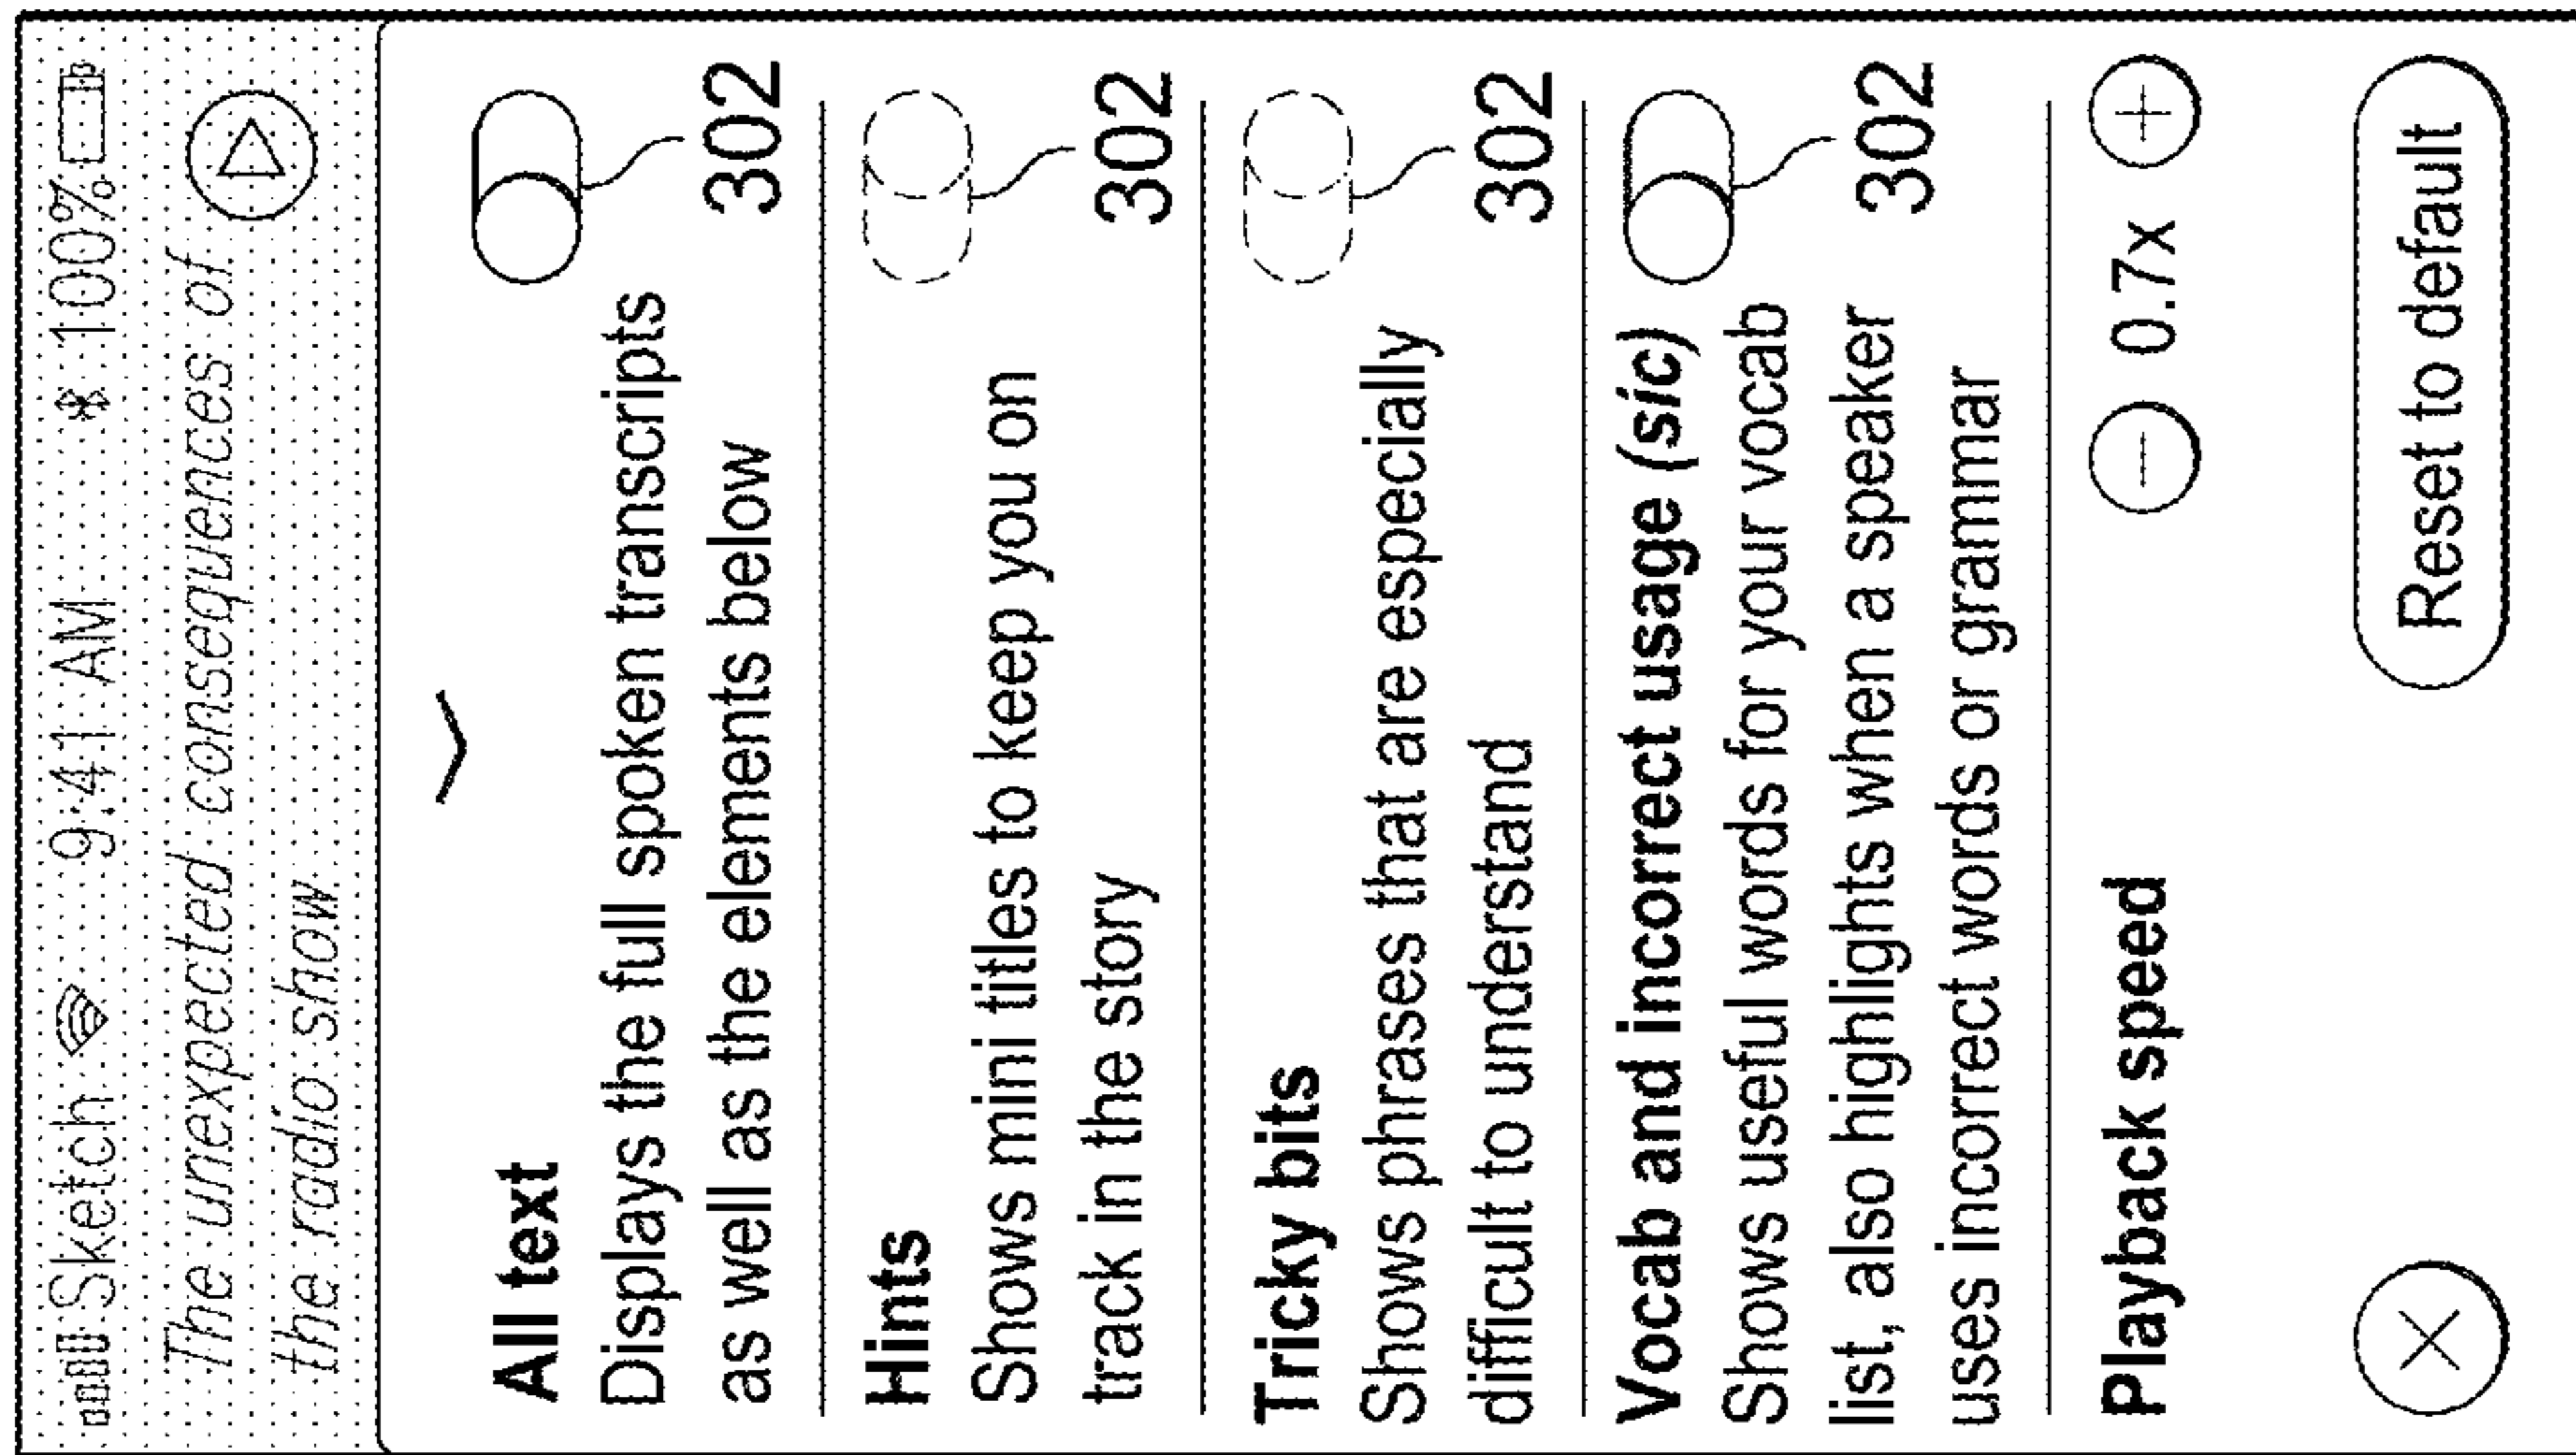 Sketch 9:41 AM 100%
The unexpected consequences of
the radio show
All text
Displays the full spoken transcripts
as well as the elements below
302
Hints
Shows mini titles to keep you on
track in the story
302
Tricky bits
Shows phrases that are especially
difficult to understand
302
Vocab and incorrect usage (sic)
Shows useful words for your vocab
list, also highlights when a speaker
uses incorrect words or grammar
302
Playback speed − 0.7x +
Reset to default